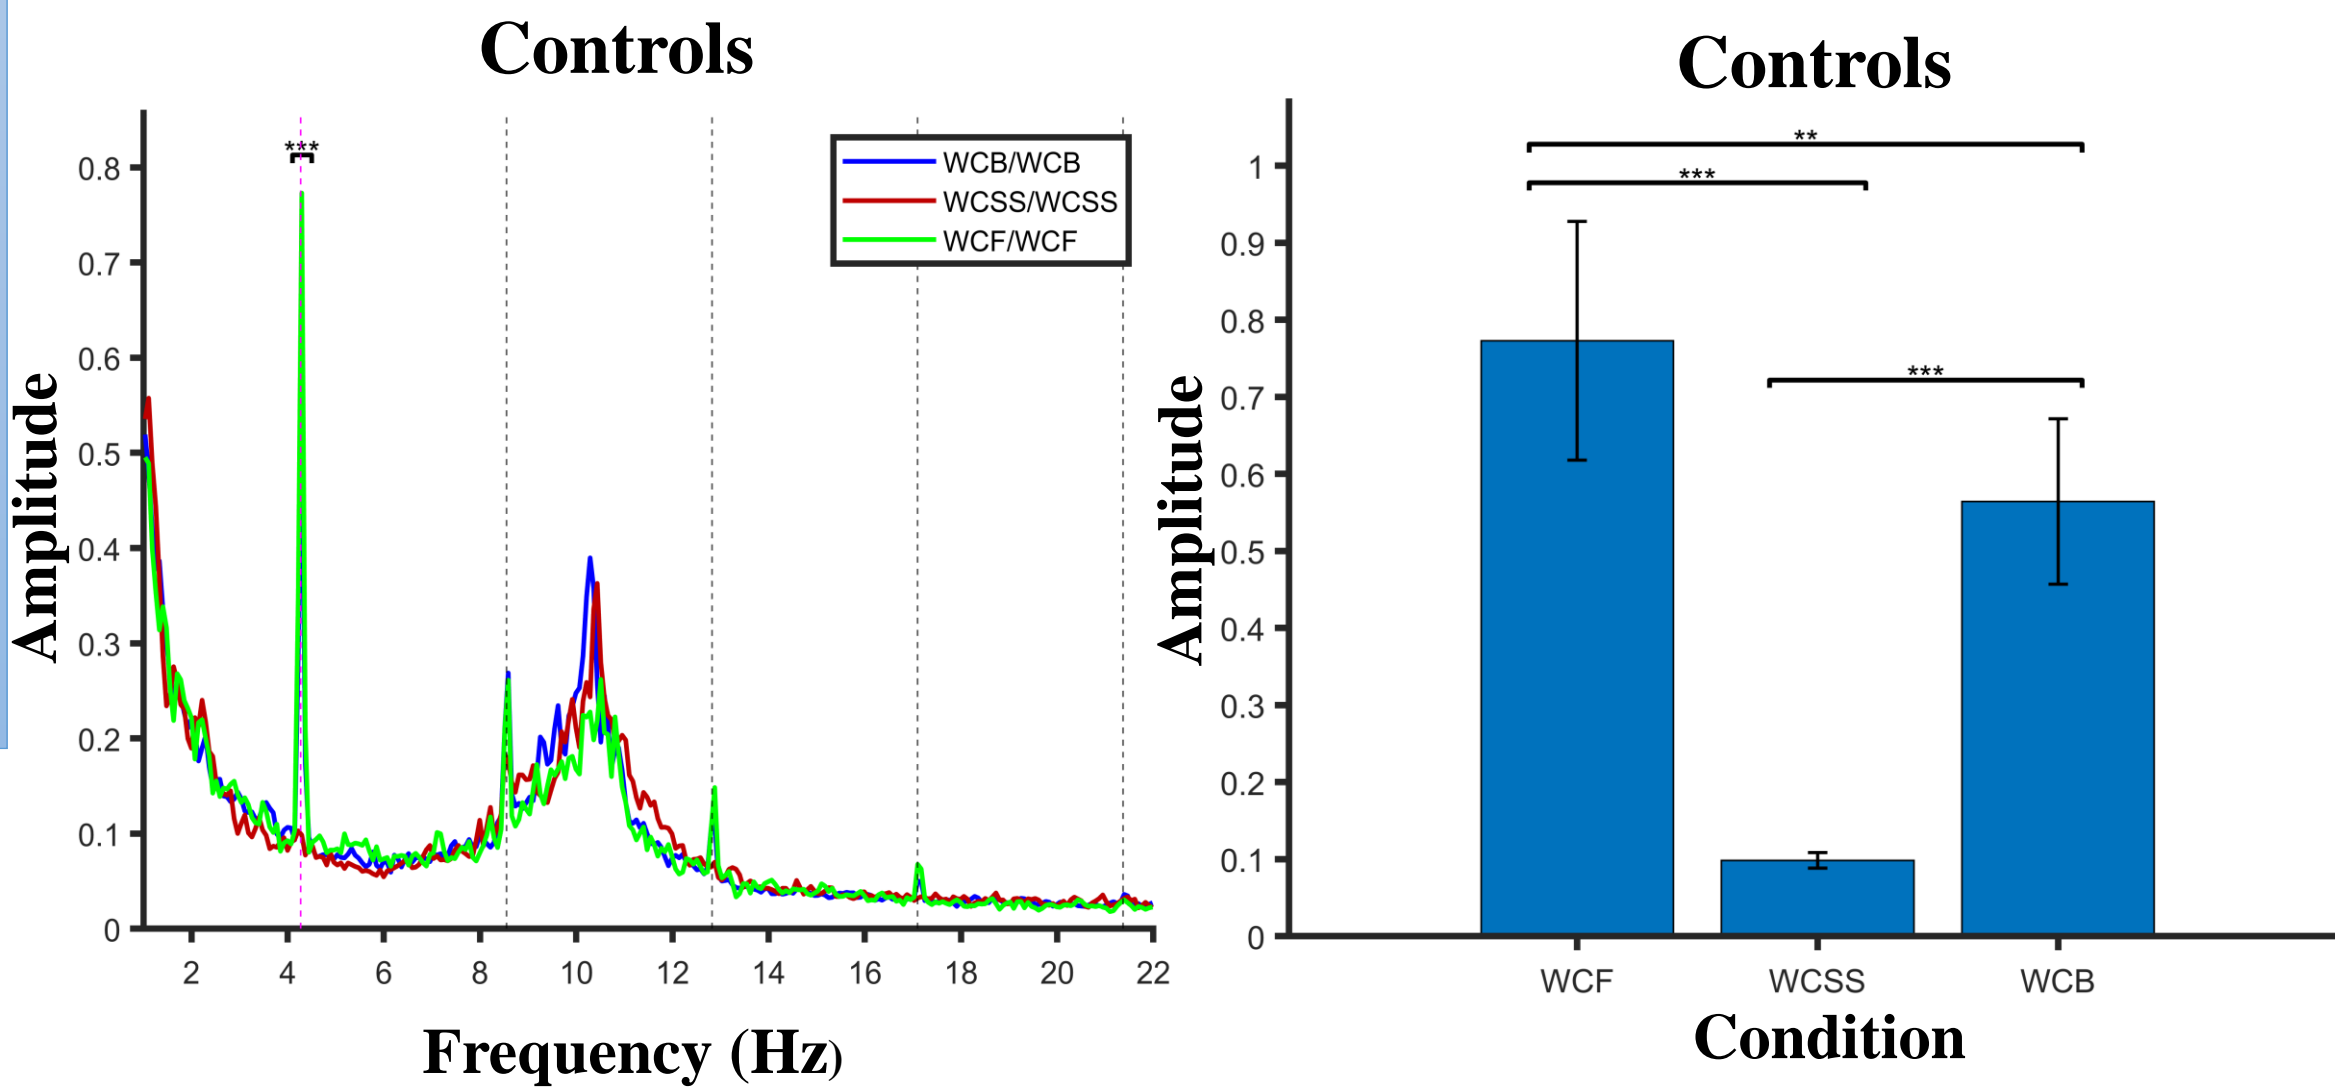 Controls
***
0.8
0.7
0.6
0.5
0.4
0.3
0.2
0.1
0
Amplitude
WCB/WCB
WCSS/WCSS
WCF/WCF
2 4 6 8 10 12 14 16 18 20 22
Frequency (Hz)
Controls
**
***
***
1
0.9
0.8
0.7
0.6
0.5
0.4
0.3
0.2
0.1
0
Amplitude
WCF WCSS WCB
Condition